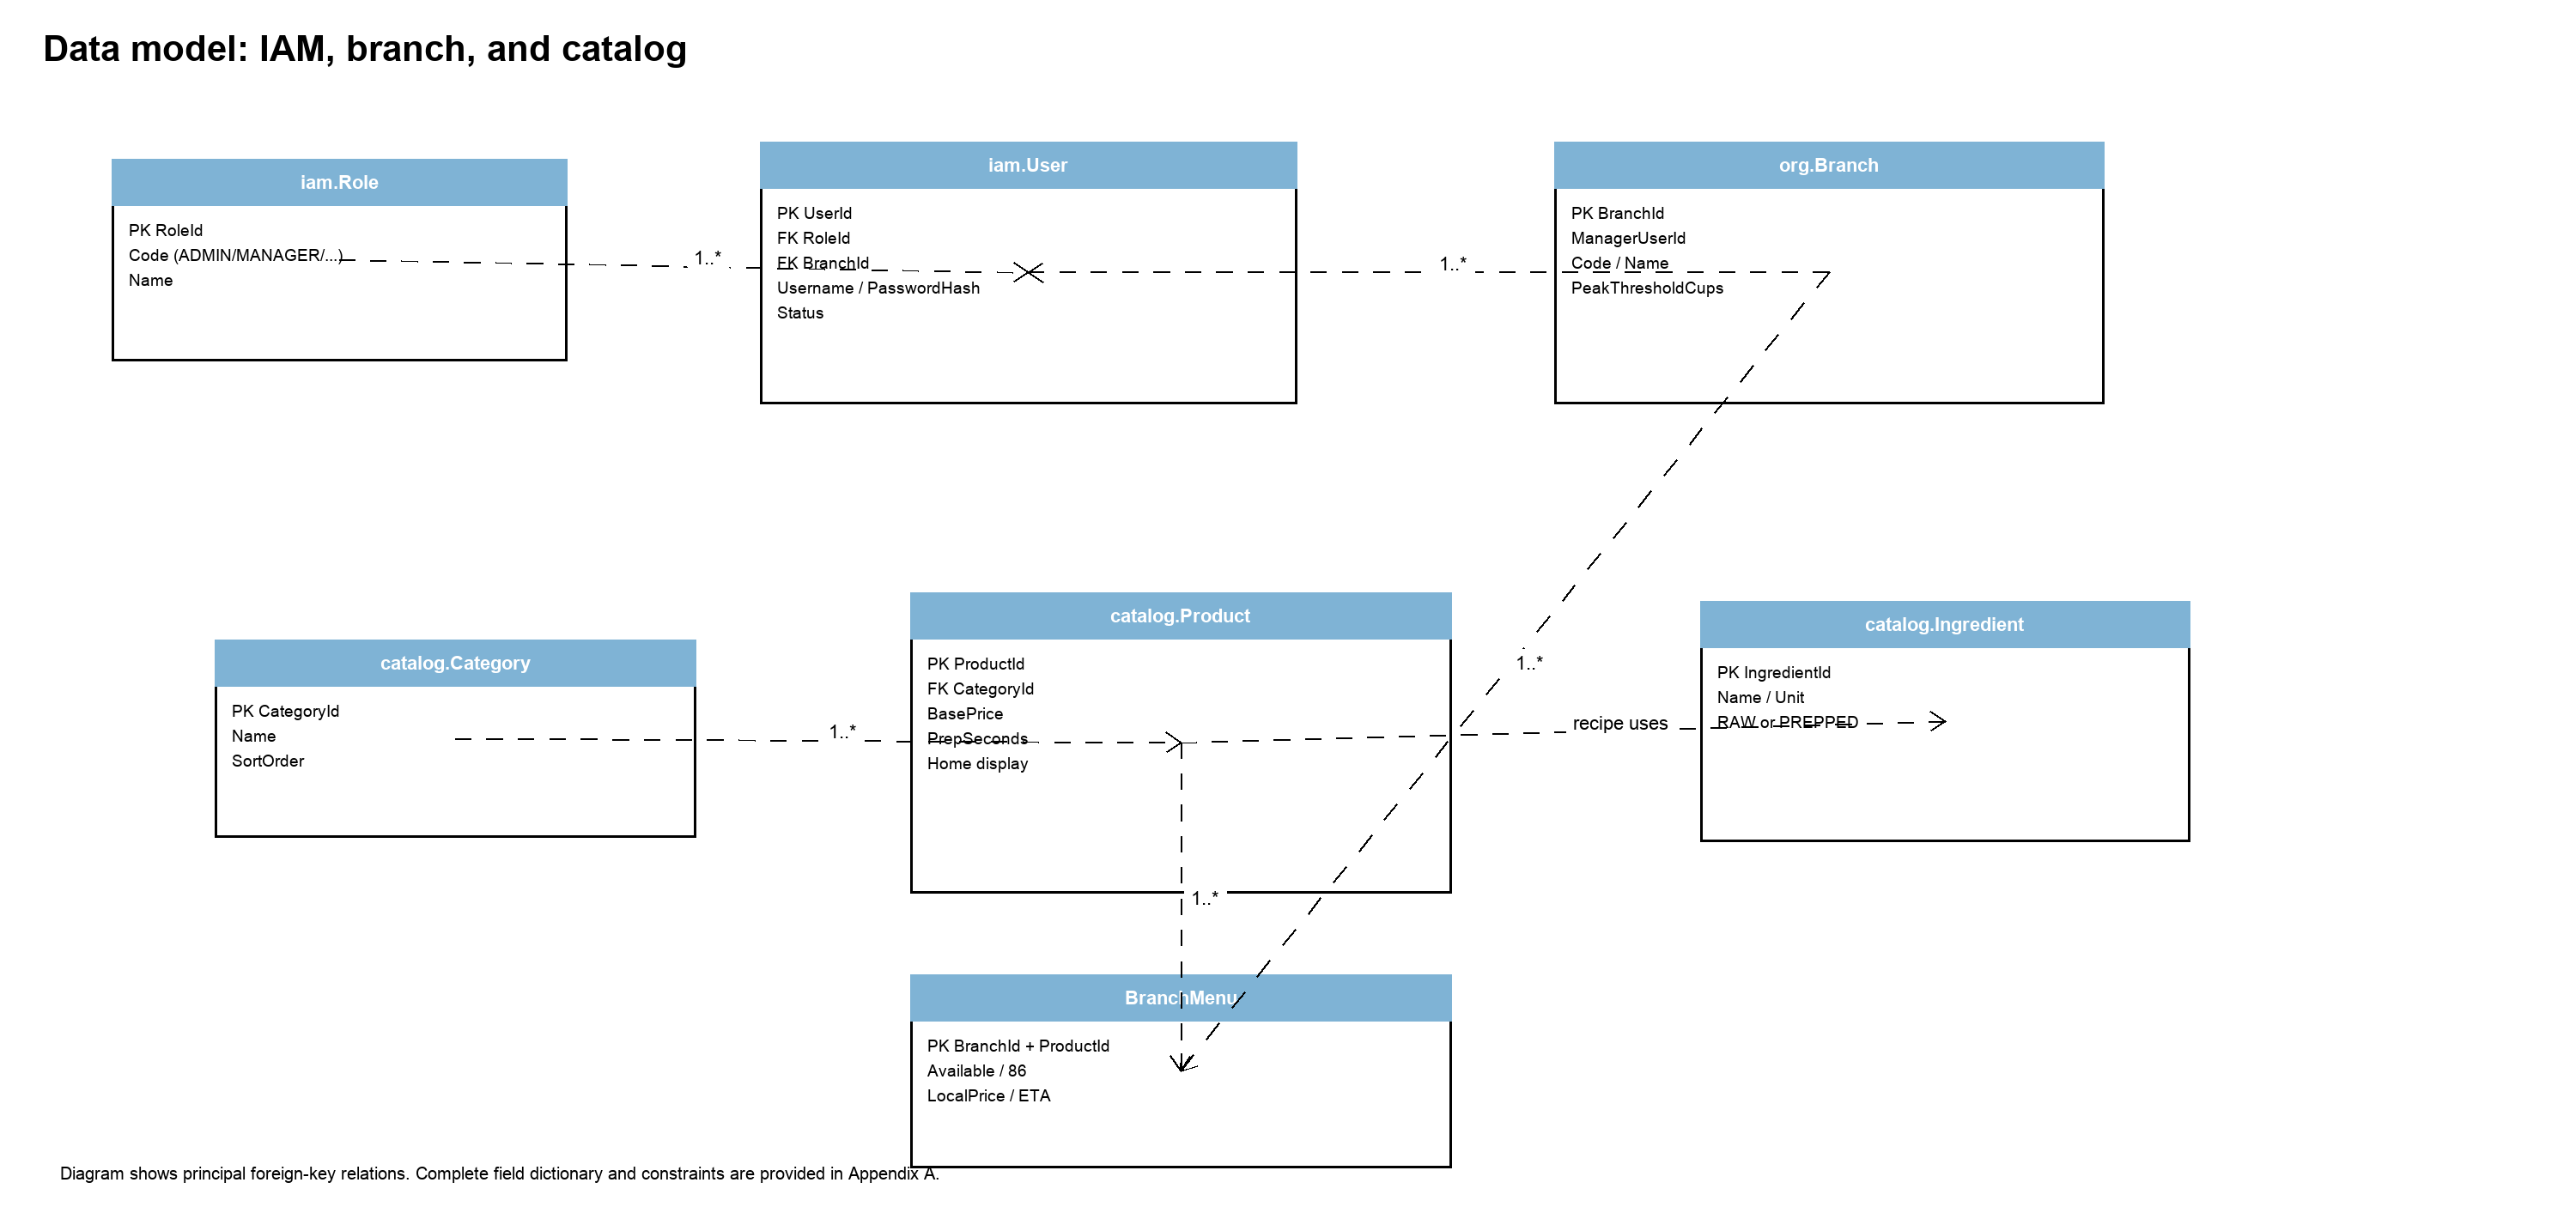 Data model: IAM, branch, and catalog
iam.Role
PK RoleId
Code (ADMIN/MANAGER/...)
Name
1..*
iam.User
PK UserId
FK RoleId
FK BranchId
Username / PasswordHash
Status
1..*
org.Branch
PK BranchId
ManagerUserId
Code / Name
PeakThresholdCups
catalog.Category
PK CategoryId
Name
SortOrder
1..*
catalog.Product
PK ProductId
FK CategoryId
BasePrice
PrepSeconds
Home display
1..*
1..*
recipe uses
catalog.Ingredient
PK IngredientId
Name / Unit
RAW or PREPPED
BranchMenu
PK BranchId + ProductId
Available / 86
LocalPrice / ETA
Diagram shows principal foreign-key relations. Complete field dictionary and constraints are provided in Appendix A.